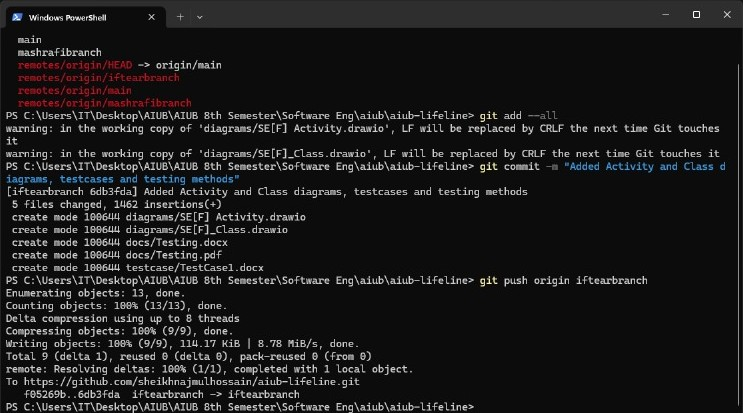 Windows PowerShell
main
mashrafibranch
remotes/origin/HEAD -> origin/main
remotes/origin/iftearbranch
remotes/origin/main
remotes/origin/mashrafibranch
PS C:\Users\IT\Desktop\AIUB\AIUB 8th Semester\Software Eng\aiub\aiub-lifeline> git add --all
warning: in the working copy of 'diagrams/SE[F] Activity.drawio', LF will be replaced by CRLF the next time Git touches
it
warning: in the working copy of 'diagrams/SE[F]_Class.drawio', LF will be replaced by CRLF the next time Git touches it
PS C:\Users\IT\Desktop\AIUB\AIUB 8th Semester\Software Eng\aiub\aiub-lifeline> git commit -m "Added Activity and Class d
iagrams, testcases and testing methods"
[iftearbranch 6db3fda] Added Activity and Class diagrams, testcases and testing methods
5 files changed, 1462 insertions(+)
create mode 100644 diagrams/SE[F] Activity.drawio
create mode 100644 diagrams/SE[F]_Class.drawio
create mode 100644 docs/Testing.docx
create mode 100644 docs/Testing.pdf
create mode 100644 testcase/TestCase1.docx
PS C:\Users\IT\Desktop\AIUB\AIUB 8th Semester\Software Eng\aiub\aiub-lifeline> git push origin iftearbranch
Enumerating objects: 13, done.
Counting objects: 100% (13/13), done.
Delta compression using up to 8 threads
Compressing objects: 100% (9/9), done.
Writing objects: 100% (9/9), 114.17 KiB | 8.78 MiB/s, done.
Total 9 (delta 1), reused 0 (delta 0), pack-reused 0 (from 0)
remote: Resolving deltas: 100% (1/1), completed with 1 local object.
To https://github.com/sheikhnajmulhossain/aiub-lifeline.git
f05269b..6db3fda  iftearbranch -> iftearbranch
PS C:\Users\IT\Desktop\AIUB\AIUB 8th Semester\Software Eng\aiub\aiub-lifeline>